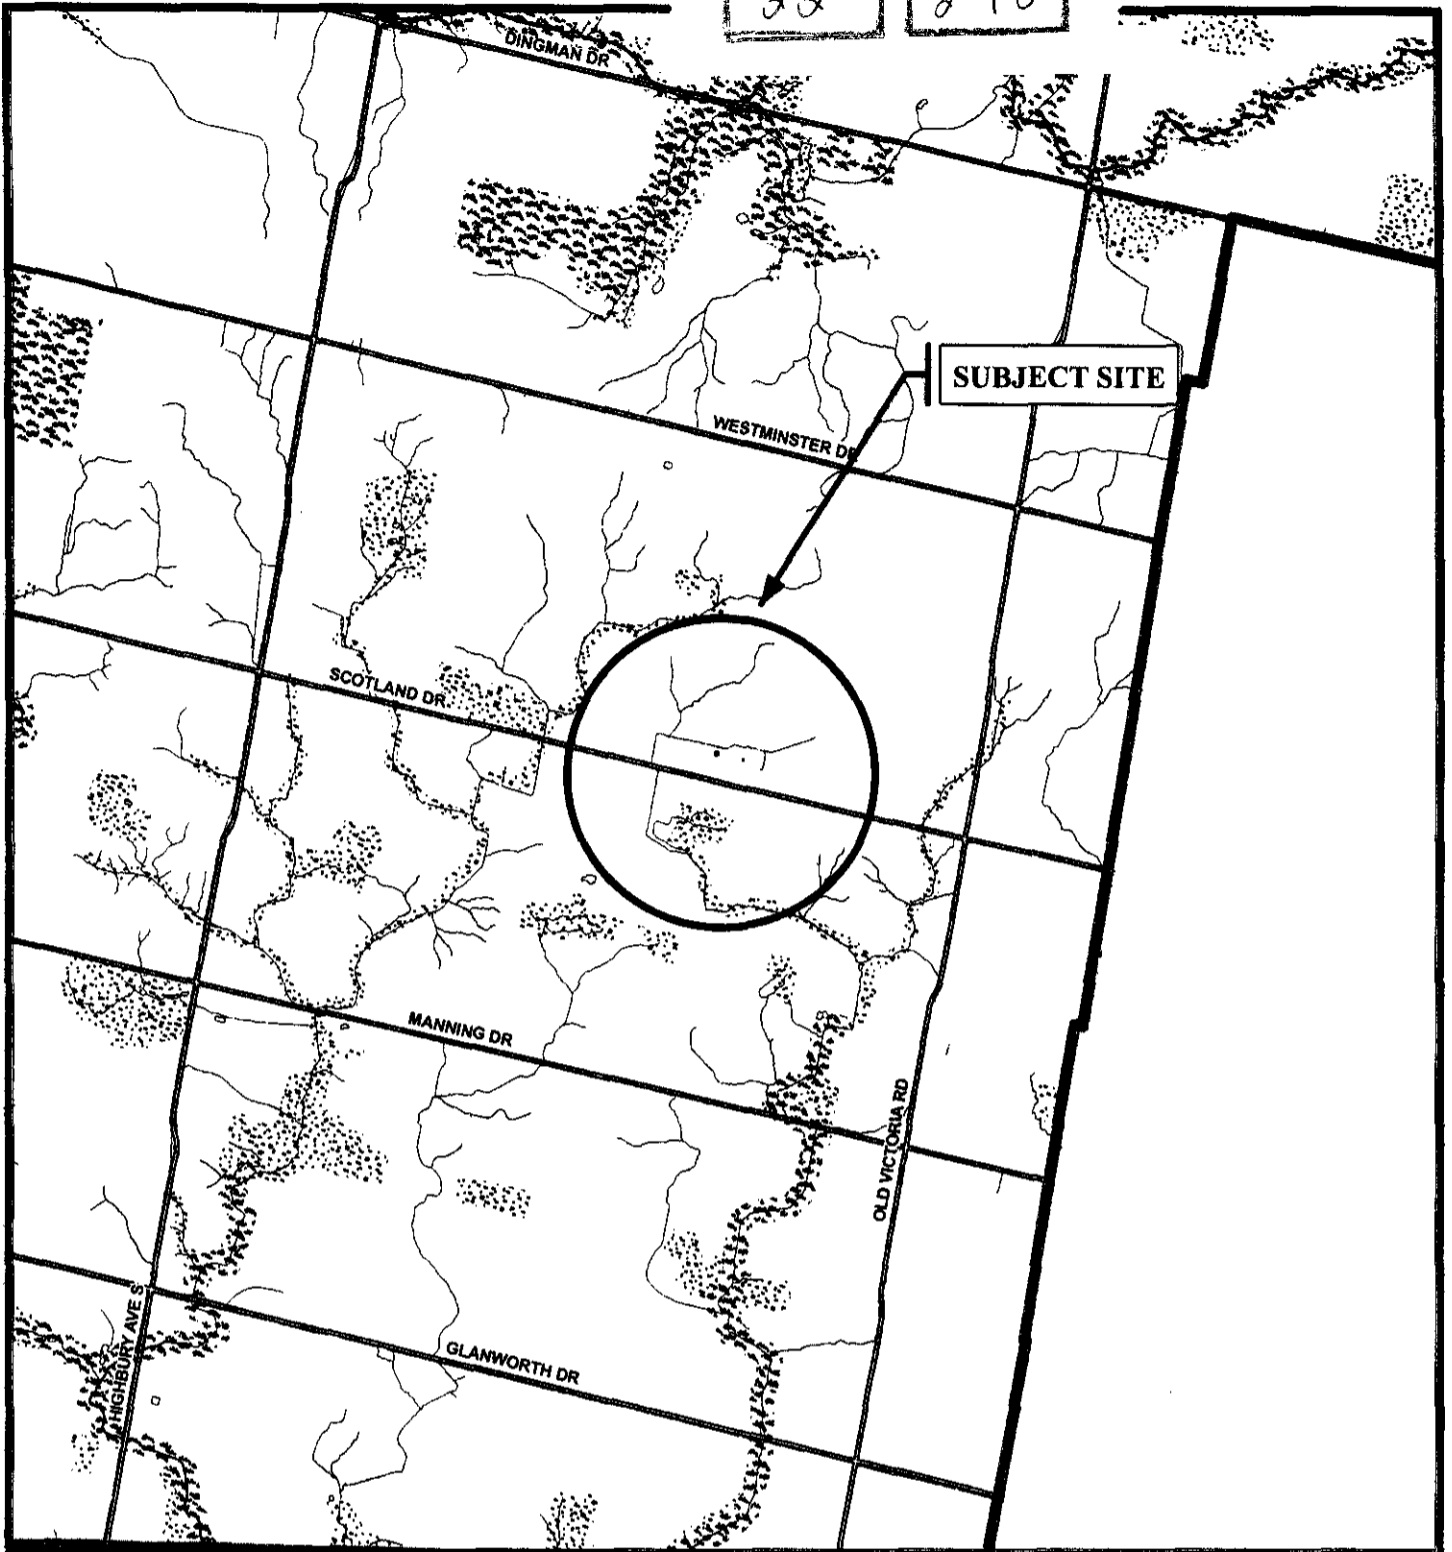 DINGMAN DR
SUBJECT SITE
WESTMINSTER DR
SCOTLAND DR
MANNING DR
OLD VICTORIA RD
HIGHBURY AVE S
GLANWORTH DR